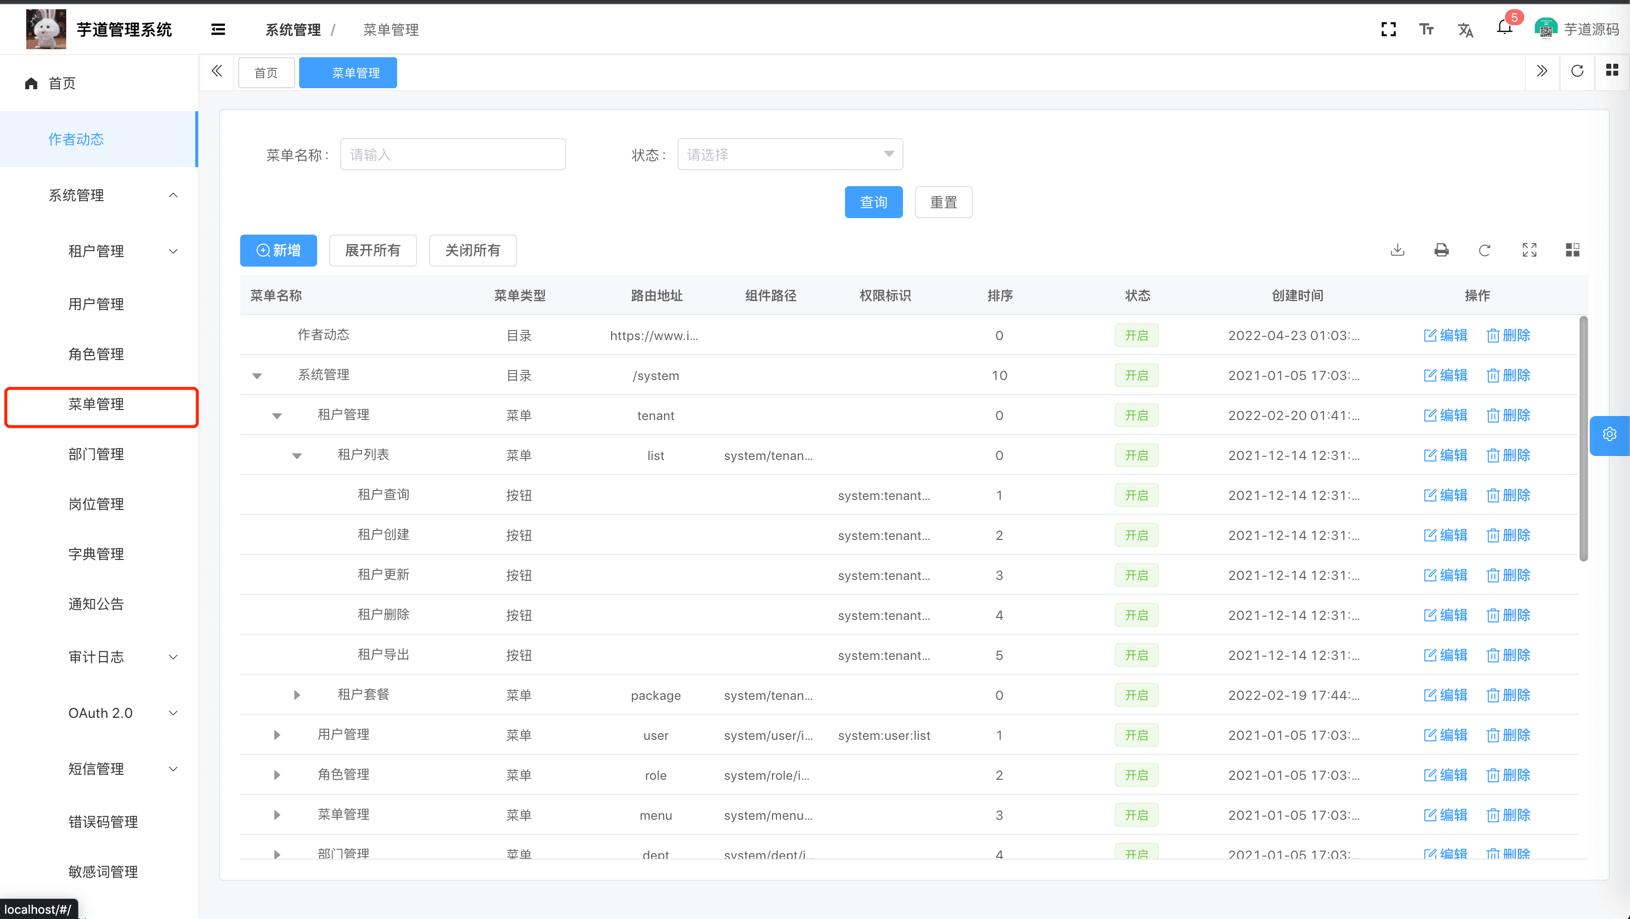 芋道管理系统
系统管理 / 菜单管理
5
芋道源码
首页
菜单管理
首页
作者动态
系统管理
租户管理
用户管理
角色管理
菜单管理
部门管理
岗位管理
字典管理
通知公告
审计日志
OAuth 2.0
短信管理
错误码管理
敏感词管理
localhost/#/
菜单名称: 请输入 状态: 请选择
查询 重置
新增 展开所有 关闭所有
菜单名称 菜单类型 路由地址 组件路径 权限标识 排序 状态 创建时间 操作
作者动态 目录 https://www.i... 0 开启 2022-04-23 01:03:... 编辑 删除
系统管理 目录 /system 10 开启 2021-01-05 17:03:... 编辑 删除
租户管理 菜单 tenant 0 开启 2022-02-20 01:41:... 编辑 删除
租户列表 菜单 list system/tenan... 0 开启 2021-12-14 12:31:... 编辑 删除
租户查询 按钮 system:tenant... 1 开启 2021-12-14 12:31:... 编辑 删除
租户创建 按钮 system:tenant... 2 开启 2021-12-14 12:31:... 编辑 删除
租户更新 按钮 system:tenant... 3 开启 2021-12-14 12:31:... 编辑 删除
租户删除 按钮 system:tenant... 4 开启 2021-12-14 12:31:... 编辑 删除
租户导出 按钮 system:tenant... 5 开启 2021-12-14 12:31:... 编辑 删除
租户套餐 菜单 package system/tenan... 0 开启 2022-02-19 17:44:... 编辑 删除
用户管理 菜单 user system/user/i... system:user:list 1 开启 2021-01-05 17:03:... 编辑 删除
角色管理 菜单 role system/role/i... 2 开启 2021-01-05 17:03:... 编辑 删除
菜单管理 菜单 menu system/menu... 3 开启 2021-01-05 17:03:... 编辑 删除
部门管理 菜单 dept system/dept/i... 4 开启 2021-01-05 17:03:... 编辑 删除